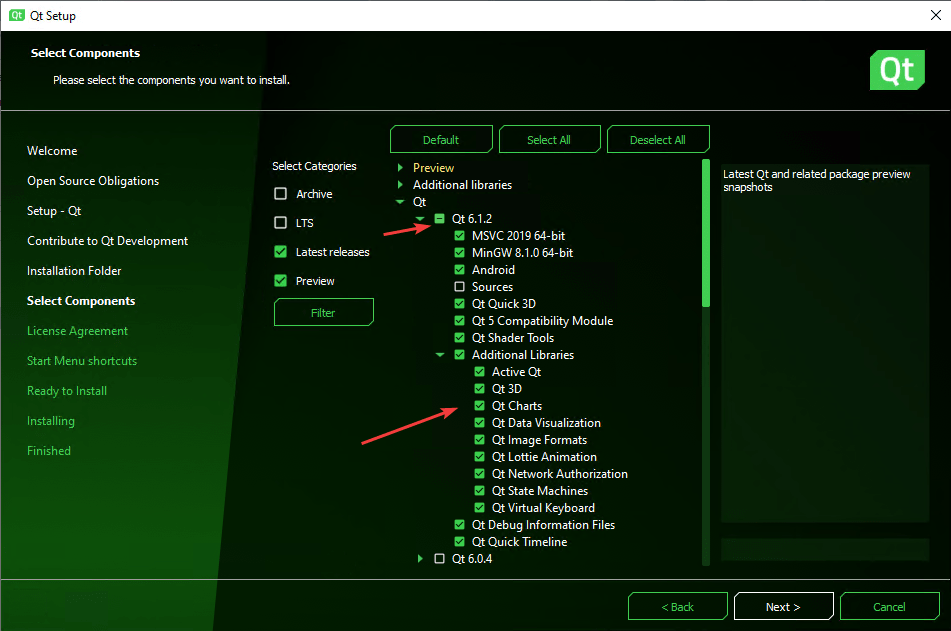 Qt Qt Setup
Select Components
Please select the components you want to install.
Qt
Welcome
Open Source Obligations
Setup - Qt
Contribute to Qt Development
Installation Folder
Select Components
License Agreement
Start Menu shortcuts
Ready to Install
Installing
Finished
Select Categories
Archive
LTS
Latest releases
Preview
Filter
Default Select All Deselect All
Preview
Additional libraries
Qt
Qt 6.1.2
MSVC 2019 64-bit
MinGW 8.1.0 64-bit
Android
Sources
Qt Quick 3D
Qt 5 Compatibility Module
Qt Shader Tools
Additional Libraries
Active Qt
Qt 3D
Qt Charts
Qt Data Visualization
Qt Image Formats
Qt Lottie Animation
Qt Network Authorization
Qt State Machines
Qt Virtual Keyboard
Qt Debug Information Files
Qt Quick Timeline
Qt 6.0.4
Latest Qt and related package preview
snapshots
< Back Next > Cancel